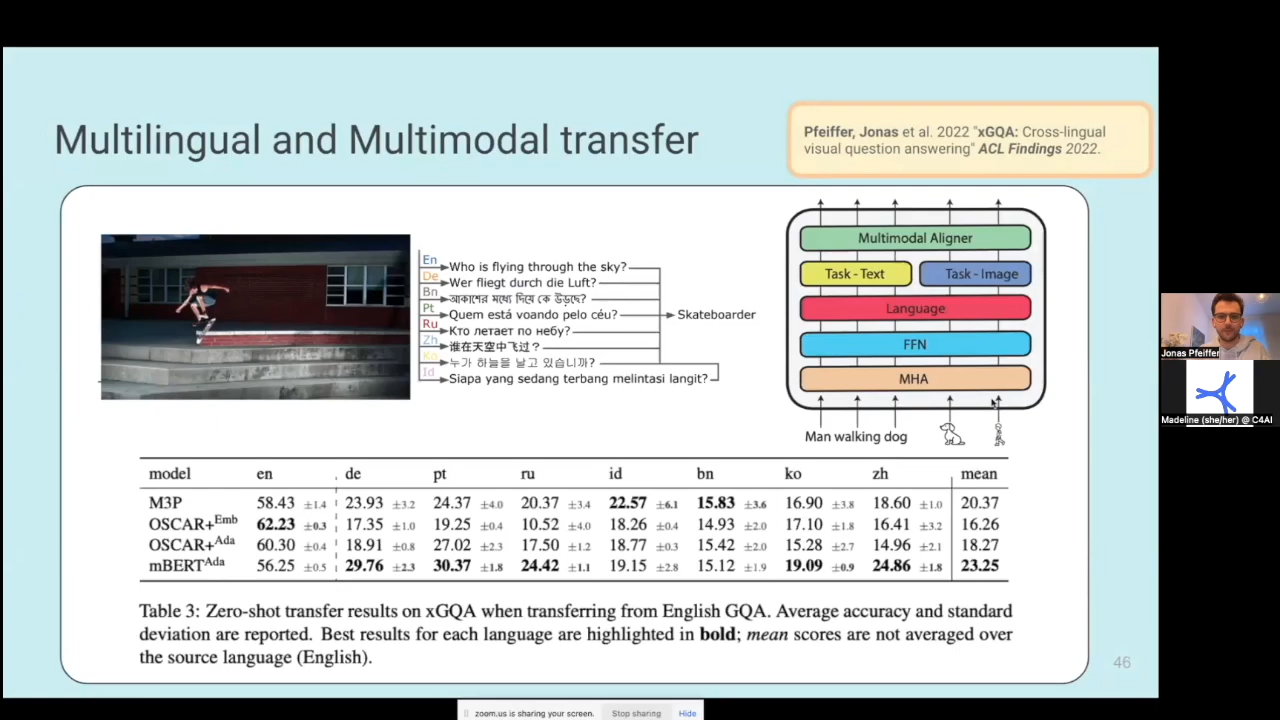 Multilingual and Multimodal transfer
Pfeiffer, Jonas et al. 2022 "xGQA: Cross-lingual
visual question answering" ACL Findings 2022.
En
De
Bn
Pt
Ru
Zh
Ko
Id
Who is flying through the sky?
Wer fliegt durch die Luft?
আকাশের মধ্যে দিয়ে কে উড়ছে?
Quem está voando pelo céu?
Кто летает по небу?
谁在天空中飞过?
누가 하늘을 날고 있습니까?
Siapa yang sedang terbang melintasi langit?
Skateboarder
Multimodal Aligner
Task - Text
Task - Image
Language
FFN
MHA
Man walking dog
model en de pt ru id bn ko zh mean
M3P 58.43 ±1.4 23.93 ±3.2 24.37 ±4.0 20.37 ±3.4 22.57 ±6.1 15.83 ±3.6 16.90 ±3.8 18.60 ±1.0 20.37
OSCAR+Emb 62.23 ±0.3 17.35 ±1.0 19.25 ±0.4 10.52 ±4.0 18.26 ±0.4 14.93 ±2.0 17.10 ±1.8 16.41 ±3.2 16.26
OSCAR+Ada 60.30 ±0.4 18.91 ±0.8 27.02 ±2.3 17.50 ±1.2 18.77 ±0.3 15.42 ±2.0 15.28 ±2.7 14.96 ±2.1 18.27
mBERTAda 56.25 ±0.5 29.76 ±2.3 30.37 ±1.8 24.42 ±1.1 19.15 ±2.8 15.12 ±1.9 19.09 ±0.9 24.86 ±1.8 23.25
Table 3: Zero-shot transfer results on xGQA when transferring from English GQA. Average accuracy and standard
deviation are reported. Best results for each language are highlighted in bold; mean scores are not averaged over
the source language (English).
46
Jonas Pfeiffer
Madeline (she/her) @ C4AI
zoom.us is sharing your screen. Stop sharing Hide